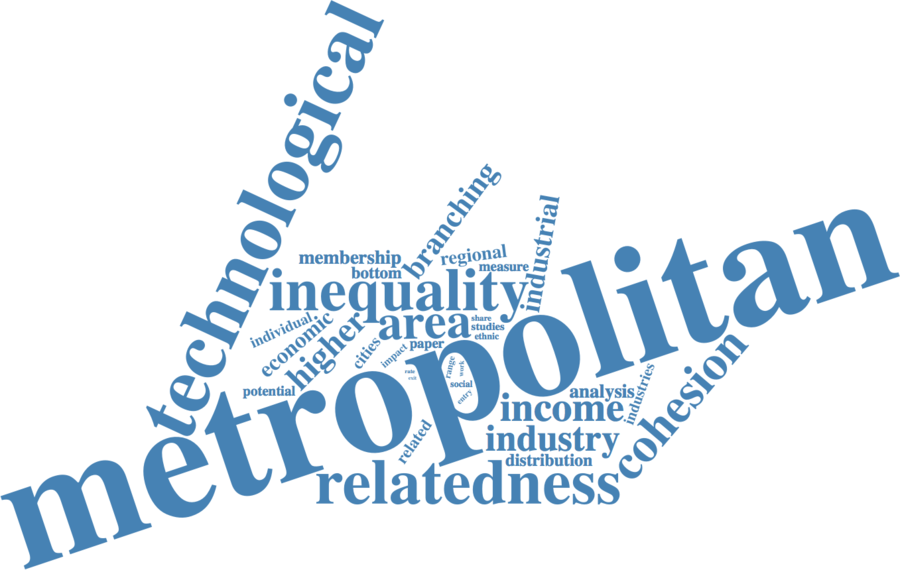 technological
branching
industrial
membership
regional
bottom
measure
inequality
metropolitan
individual
economic
higher
area
share
studies
ethnic
cities
impact
paper
range
work
rate
exit
potential
social
entry
analysis
industries
income
cohesion
related
industry
distribution
relatedness